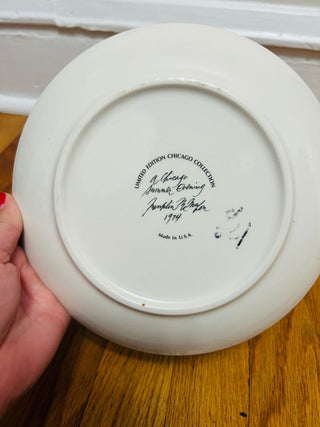 LIMITED EDITION CHICAGO COLLECTION
A Chicago
Summer Evening
Franklin McMahon
1974
Made in U.S.A.